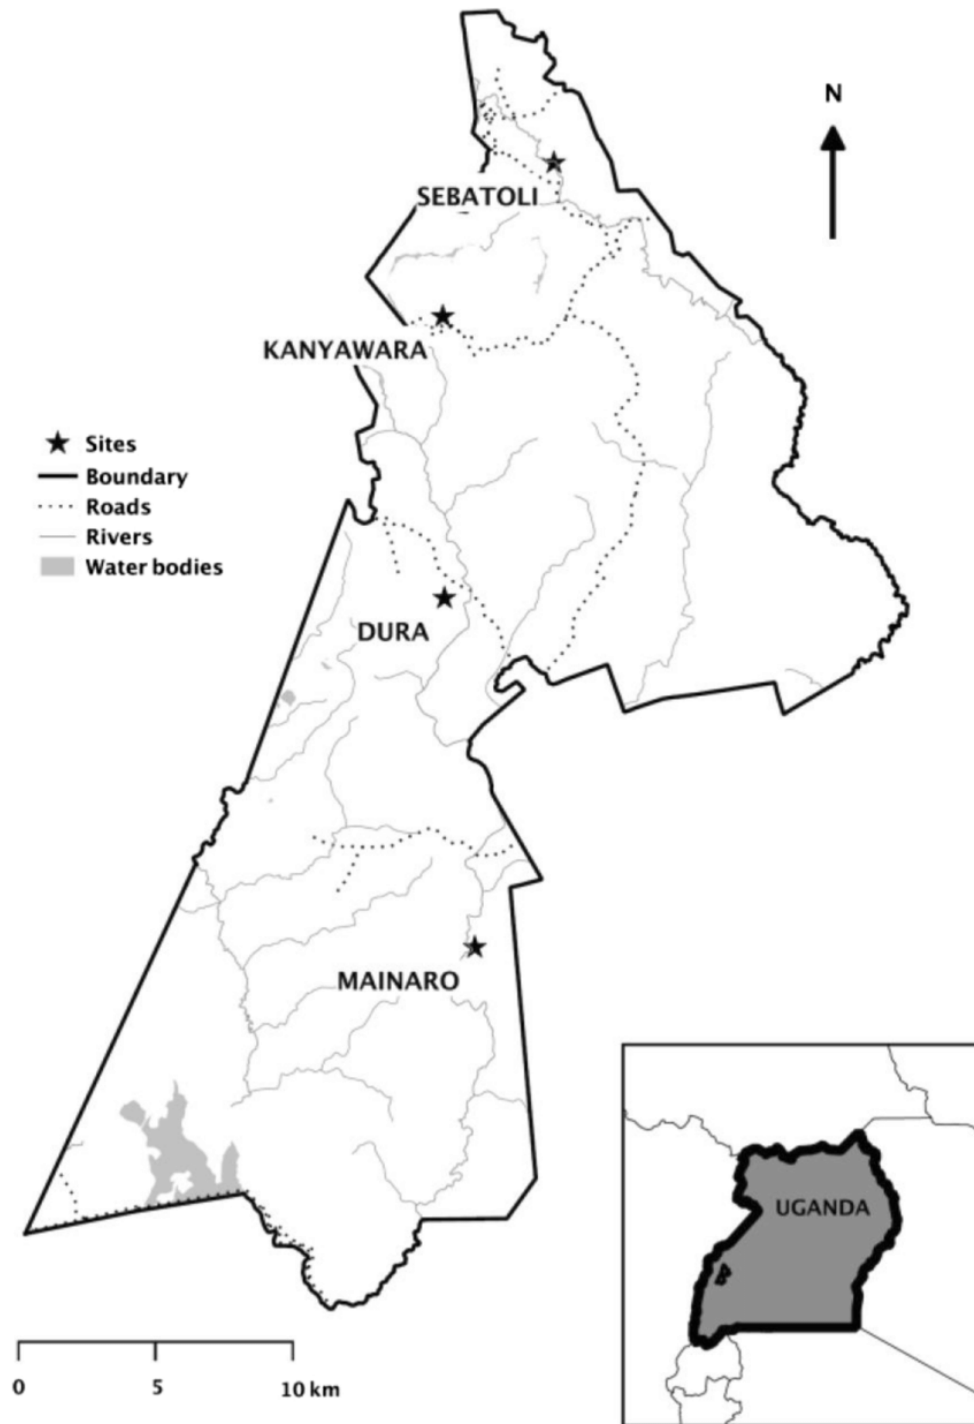 N
SEBATOLI
KANYAWARA
Sites
Boundary
Roads
Rivers
Water bodies
DURA
MAINARO
UGANDA
0 5 10 km